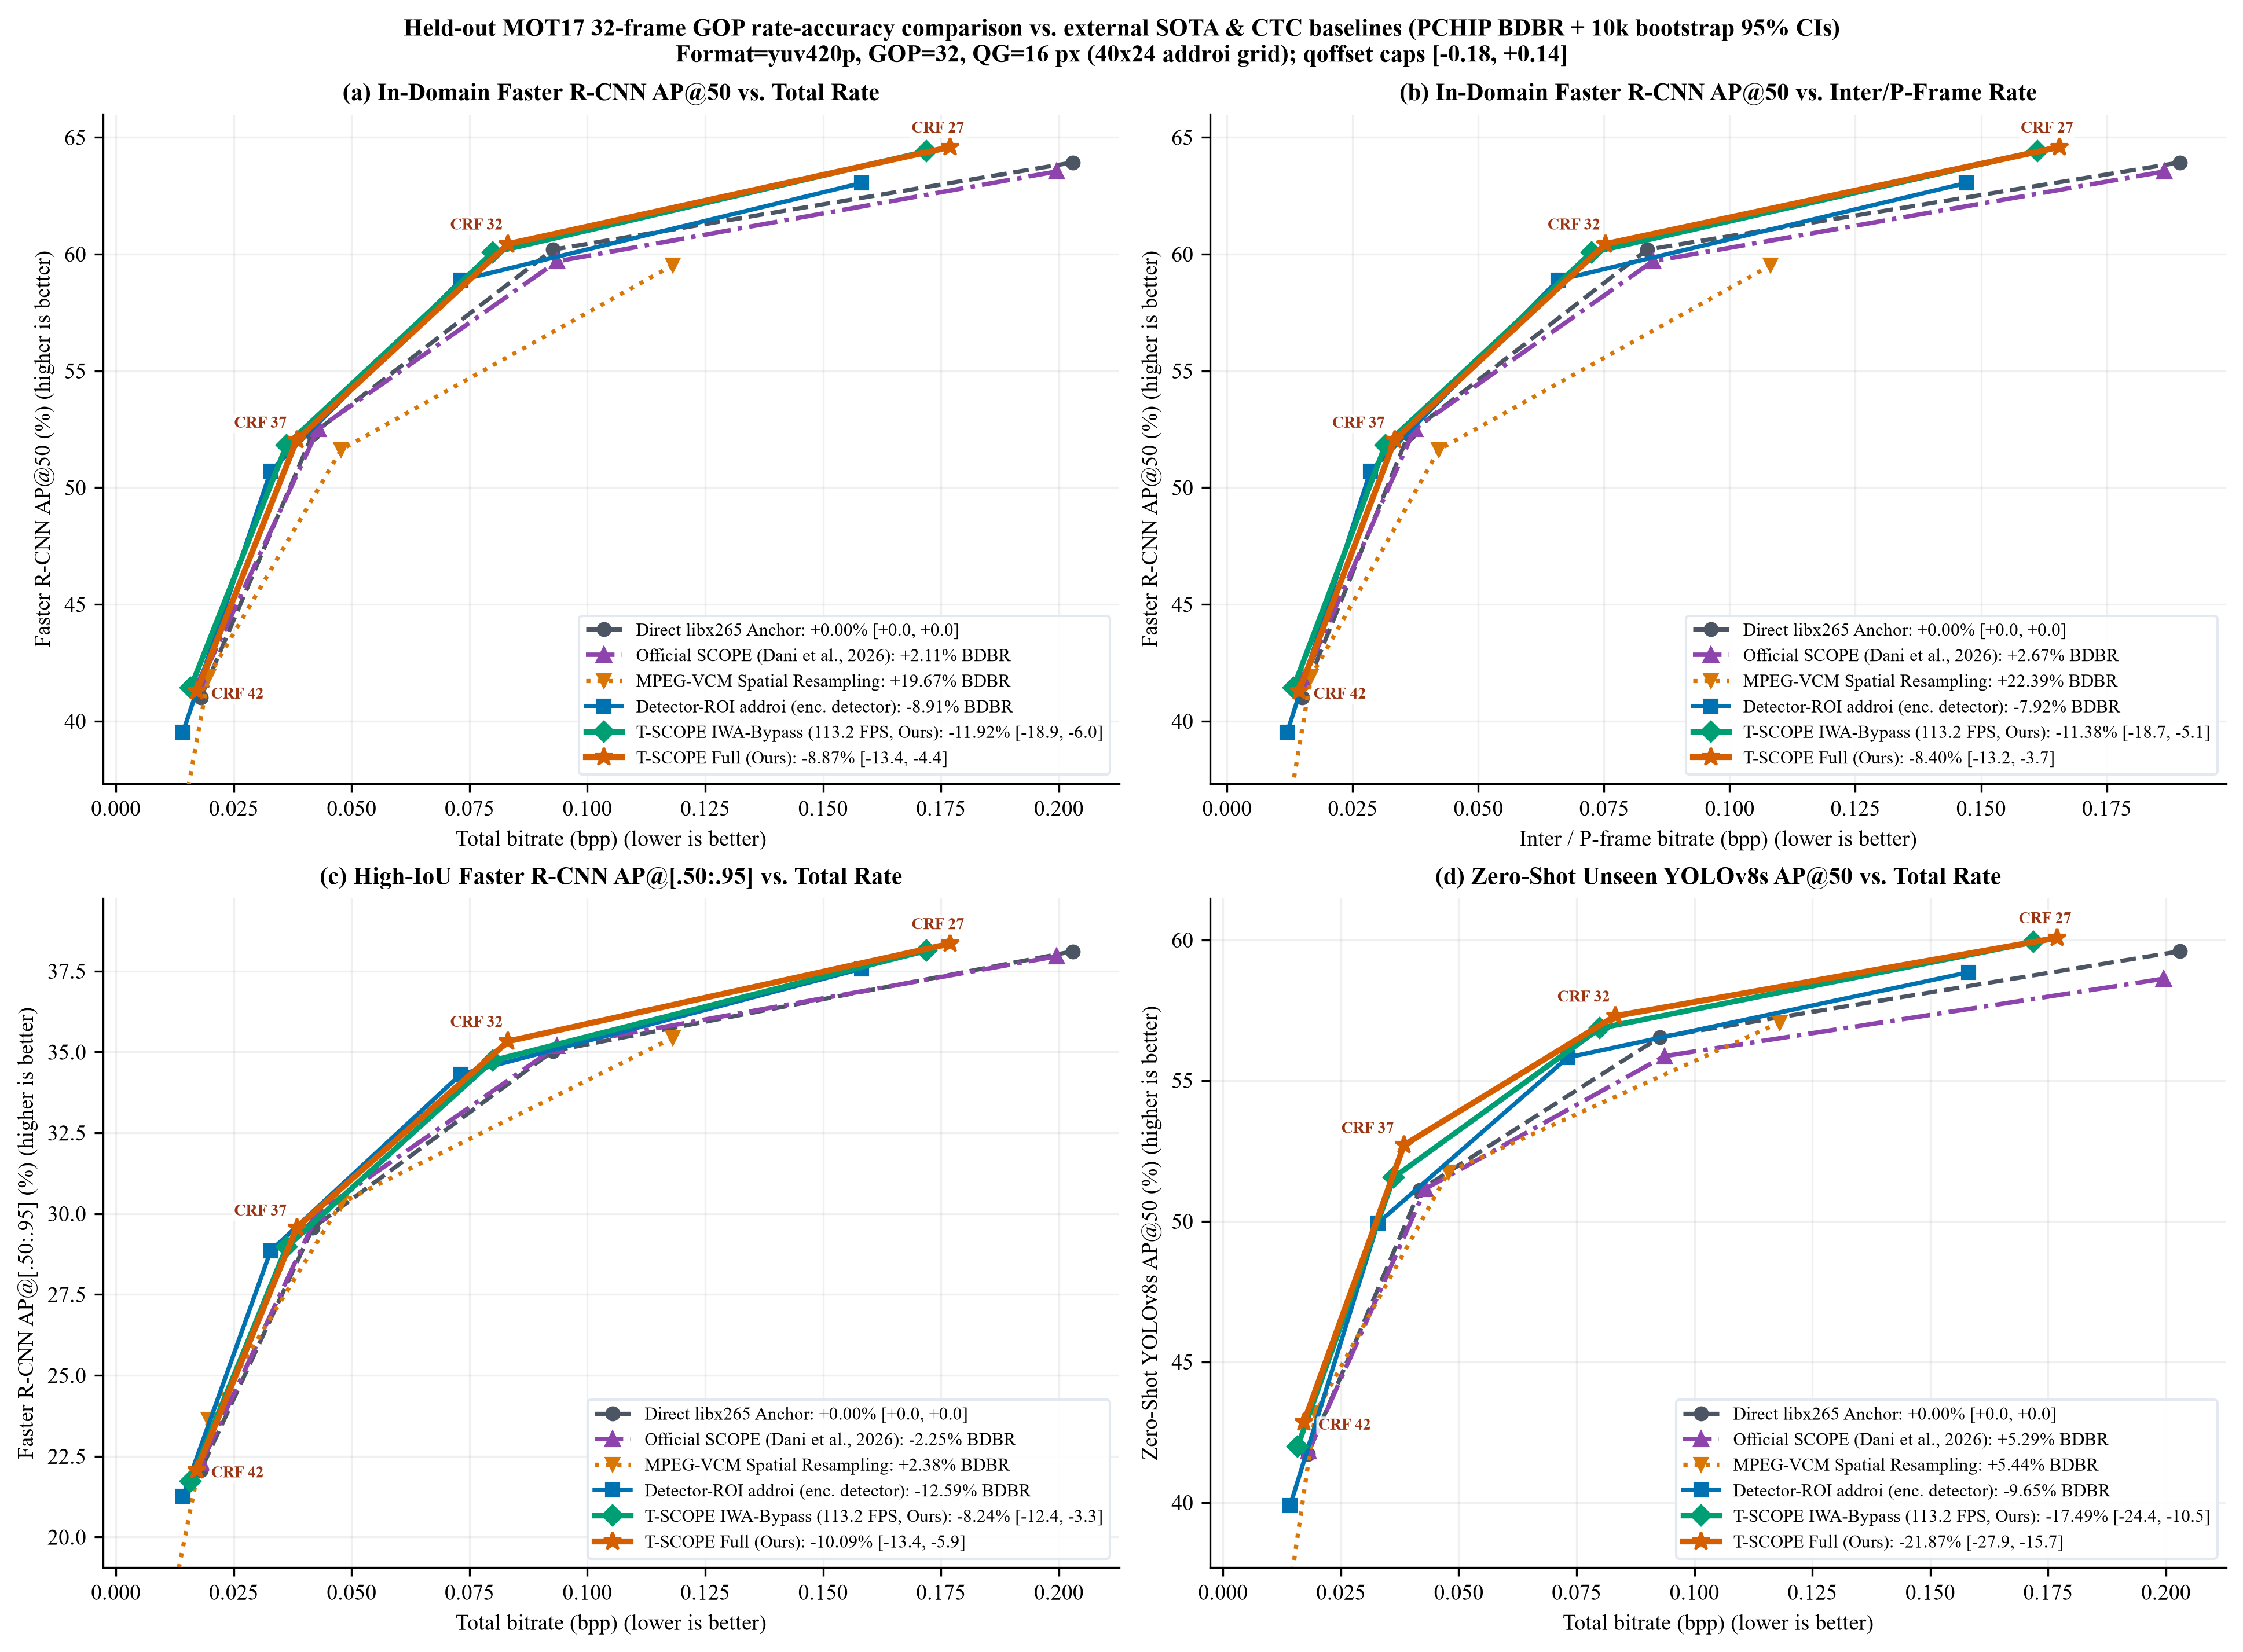 Held-out MOT17 32-frame GOP rate-accuracy comparison vs. external SOTA & CTC baselines (PCHIP BDBR + 10k bootstrap 95% CIs)
Format=yuv420p, GOP=32, QG=16 px (40x24 addroi grid); qoffset caps [-0.18, +0.14]
(a) In-Domain Faster R-CNN AP@50 vs. Total Rate
Faster R-CNN AP@50 (%) (higher is better)
65
60
55
50
45
40
CRF 27
CRF 32
CRF 37
CRF 42
Direct libx265 Anchor: +0.00% [+0.0, +0.0]
Official SCOPE (Dani et al., 2026): +2.11% BDBR
MPEG-VCM Spatial Resampling: +19.67% BDBR
Detector-ROI addroi (enc. detector): -8.91% BDBR
T-SCOPE IWA-Bypass (113.2 FPS, Ours): -11.92% [-18.9, -6.0]
T-SCOPE Full (Ours): -8.87% [-13.4, -4.4]
0.000 0.025 0.050 0.075 0.100 0.125 0.150 0.175 0.200
Total bitrate (bpp) (lower is better)
(b) In-Domain Faster R-CNN AP@50 vs. Inter/P-Frame Rate
Faster R-CNN AP@50 (%) (higher is better)
65
60
55
50
45
40
CRF 27
CRF 32
CRF 37
CRF 42
Direct libx265 Anchor: +0.00% [+0.0, +0.0]
Official SCOPE (Dani et al., 2026): +2.67% BDBR
MPEG-VCM Spatial Resampling: +22.39% BDBR
Detector-ROI addroi (enc. detector): -7.92% BDBR
T-SCOPE IWA-Bypass (113.2 FPS, Ours): -11.38% [-18.7, -5.1]
T-SCOPE Full (Ours): -8.40% [-13.2, -3.7]
0.000 0.025 0.050 0.075 0.100 0.125 0.150 0.175
Inter / P-frame bitrate (bpp) (lower is better)
(c) High-IoU Faster R-CNN AP@[.50:.95] vs. Total Rate
Faster R-CNN AP@[.50:.95] (%) (higher is better)
37.5
35.0
32.5
30.0
27.5
25.0
22.5
20.0
CRF 27
CRF 32
CRF 37
CRF 42
Direct libx265 Anchor: +0.00% [+0.0, +0.0]
Official SCOPE (Dani et al., 2026): -2.25% BDBR
MPEG-VCM Spatial Resampling: +2.38% BDBR
Detector-ROI addroi (enc. detector): -12.59% BDBR
T-SCOPE IWA-Bypass (113.2 FPS, Ours): -8.24% [-12.4, -3.3]
T-SCOPE Full (Ours): -10.09% [-13.4, -5.9]
0.000 0.025 0.050 0.075 0.100 0.125 0.150 0.175 0.200
Total bitrate (bpp) (lower is better)
(d) Zero-Shot Unseen YOLOv8s AP@50 vs. Total Rate
Zero-Shot YOLOv8s AP@50 (%) (higher is better)
60
55
50
45
40
CRF 27
CRF 32
CRF 37
CRF 42
Direct libx265 Anchor: +0.00% [+0.0, +0.0]
Official SCOPE (Dani et al., 2026): +5.29% BDBR
MPEG-VCM Spatial Resampling: +5.44% BDBR
Detector-ROI addroi (enc. detector): -9.65% BDBR
T-SCOPE IWA-Bypass (113.2 FPS, Ours): -17.49% [-24.4, -10.5]
T-SCOPE Full (Ours): -21.87% [-27.9, -15.7]
0.000 0.025 0.050 0.075 0.100 0.125 0.150 0.175 0.200
Total bitrate (bpp) (lower is better)